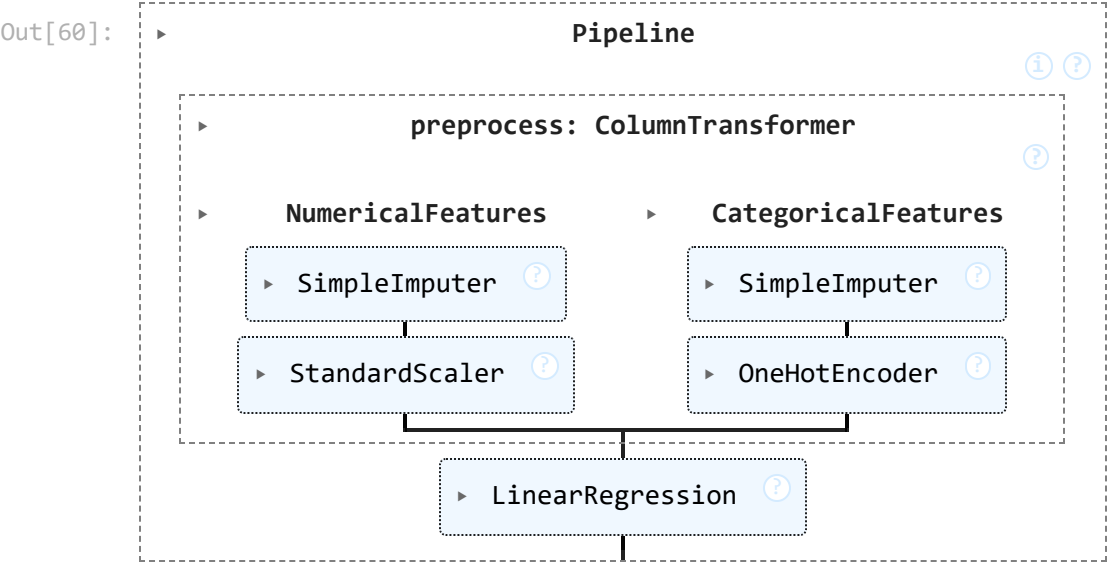 Out[60]:
Pipeline
i ?
preprocess: ColumnTransformer
?
NumericalFeatures CategoricalFeatures
SimpleImputer ? SimpleImputer ?
StandardScaler ? OneHotEncoder ?
LinearRegression ?